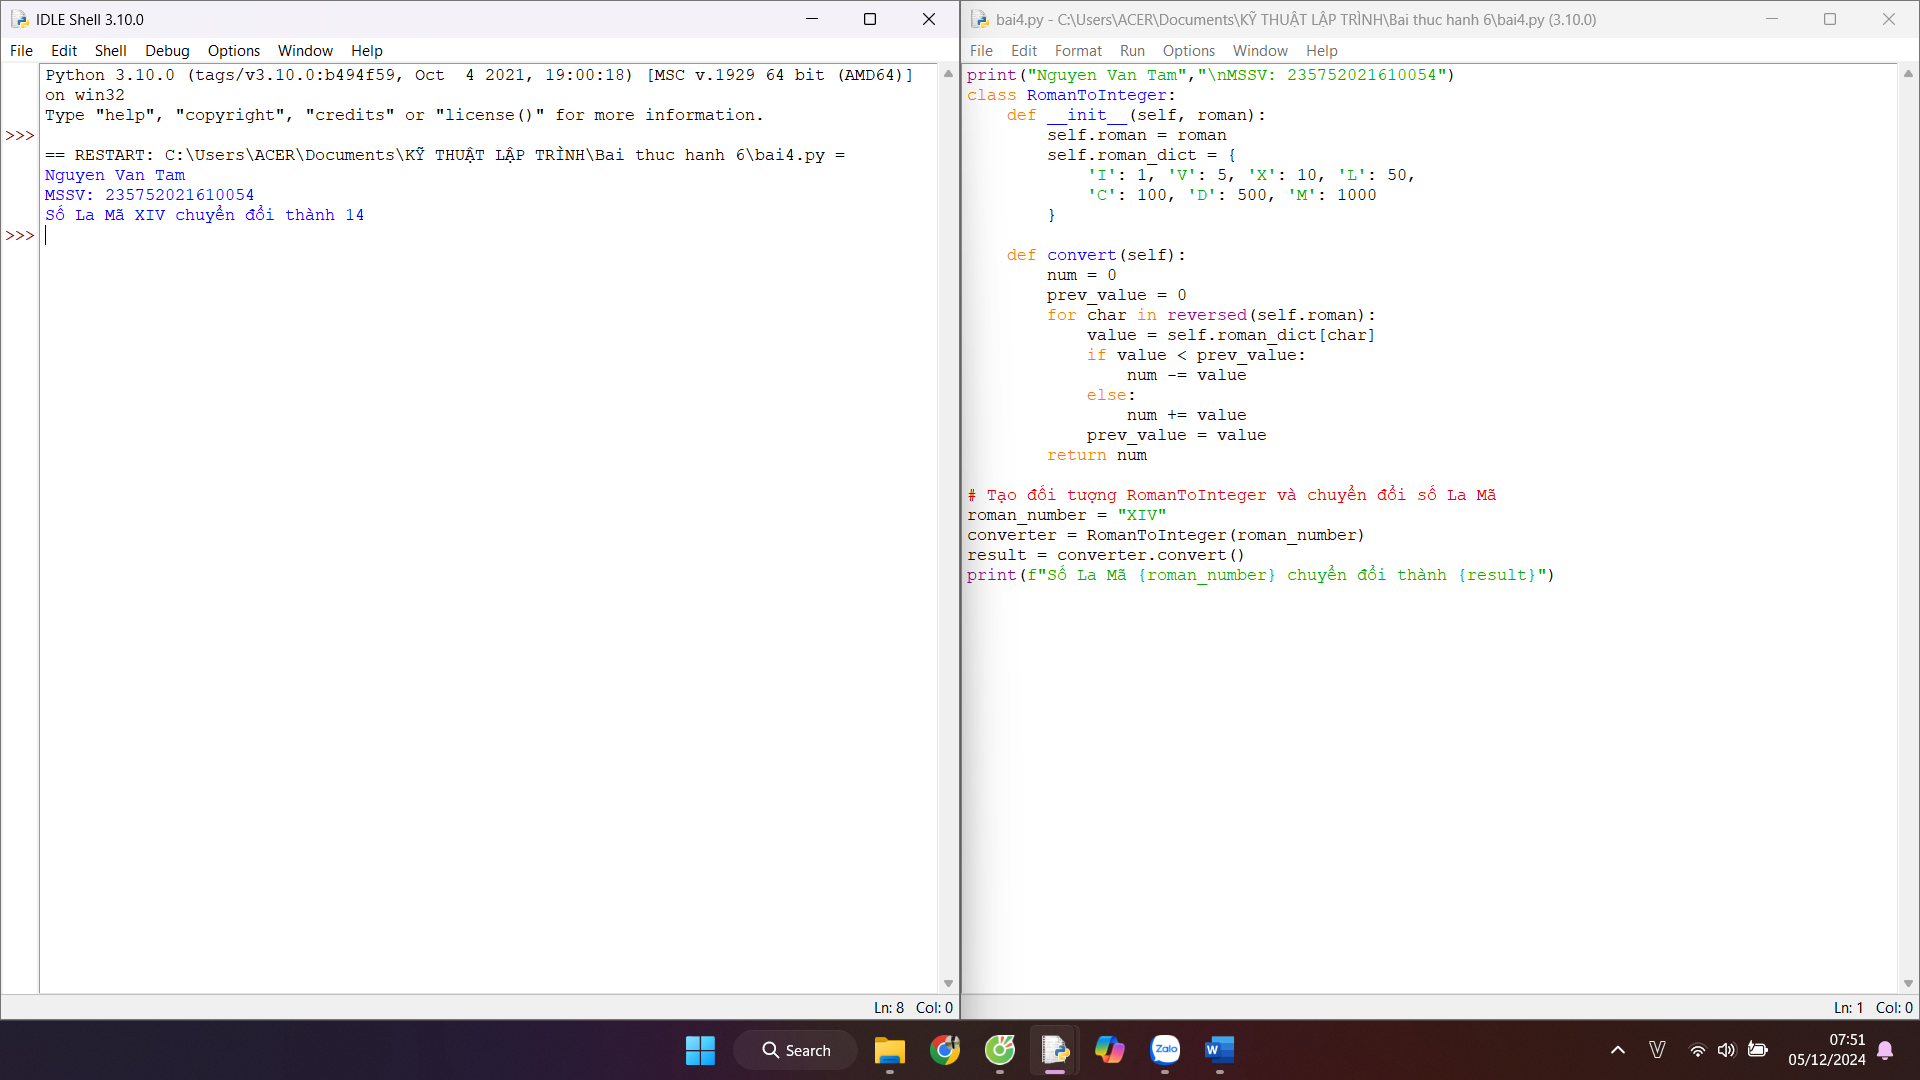 IDLE Shell 3.10.0
File Edit Shell Debug Options Window Help
Python 3.10.0 (tags/v3.10.0:b494f59, Oct  4 2021, 19:00:18) [MSC v.1929 64 bit (AMD64)]
on win32
Type "help", "copyright", "credits" or "license()" for more information.
>>>
== RESTART: C:\Users\ACER\Documents\KỸ THUẬT LẬP TRÌNH\Bai thuc hanh 6\bai4.py =
Nguyen Van Tam
MSSV: 235752021610054
Số La Mã XIV chuyển đổi thành 14
>>>
Ln: 8 Col: 0
bai4.py - C:\Users\ACER\Documents\KỸ THUẬT LẬP TRÌNH\Bai thuc hanh 6\bai4.py (3.10.0)
File Edit Format Run Options Window Help
print("Nguyen Van Tam","\nMSSV: 235752021610054")
class RomanToInteger:
    def __init__(self, roman):
        self.roman = roman
        self.roman_dict = {
            'I': 1, 'V': 5, 'X': 10, 'L': 50,
            'C': 100, 'D': 500, 'M': 1000
        }
    def convert(self):
        num = 0
        prev_value = 0
        for char in reversed(self.roman):
            value = self.roman_dict[char]
            if value < prev_value:
                num -= value
            else:
                num += value
            prev_value = value
        return num
# Tạo đối tượng RomanToInteger và chuyển đổi số La Mã
roman_number = "XIV"
converter = RomanToInteger(roman_number)
result = converter.convert()
print(f"Số La Mã {roman_number} chuyển đổi thành {result}")
Ln: 1 Col: 0
Search
Zalo
W
V
07:51
05/12/2024